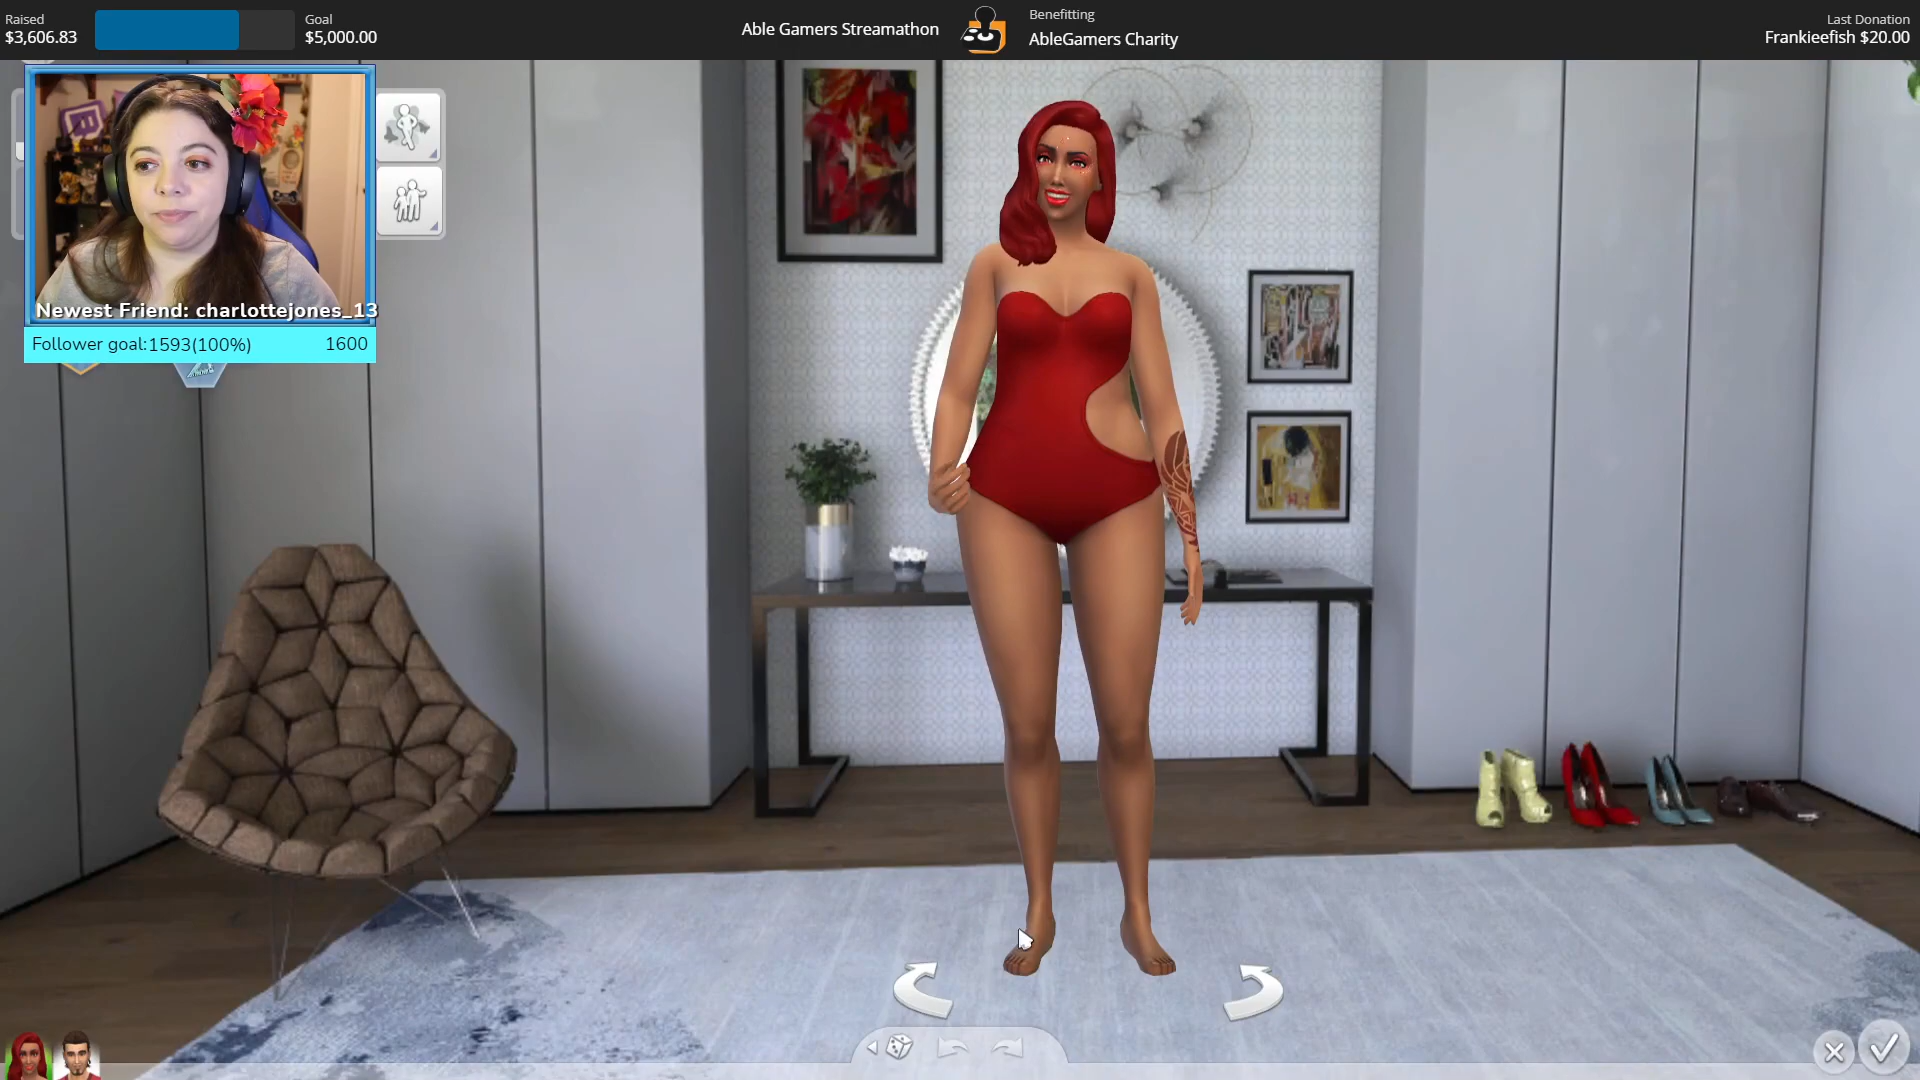 Raised
$3,606.83
Goal
$5,000.00
Able Gamers Streamathon
Benefitting
AbleGamers Charity
Last Donation
Frankieefish $20.00
Newest Friend: charlottejones_13
Follower goal: 1593(100%) 1600